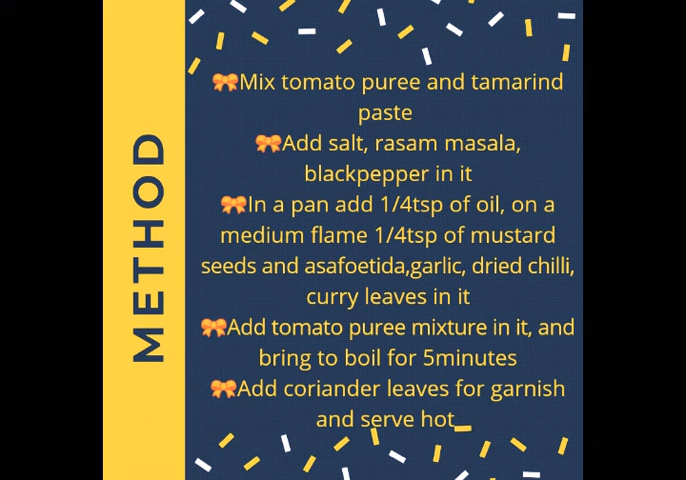 METHOD
🎀Mix tomato puree and tamarind
paste
🎀Add salt, rasam masala,
blackpepper in it
🎀In a pan add 1/4tsp of oil, on a
medium flame 1/4tsp of mustard
seeds and asafoetida,garlic, dried chilli,
curry leaves in it
🎀Add tomato puree mixture in it, and
bring to boil for 5minutes
🎀Add coriander leaves for garnish
and serve hot